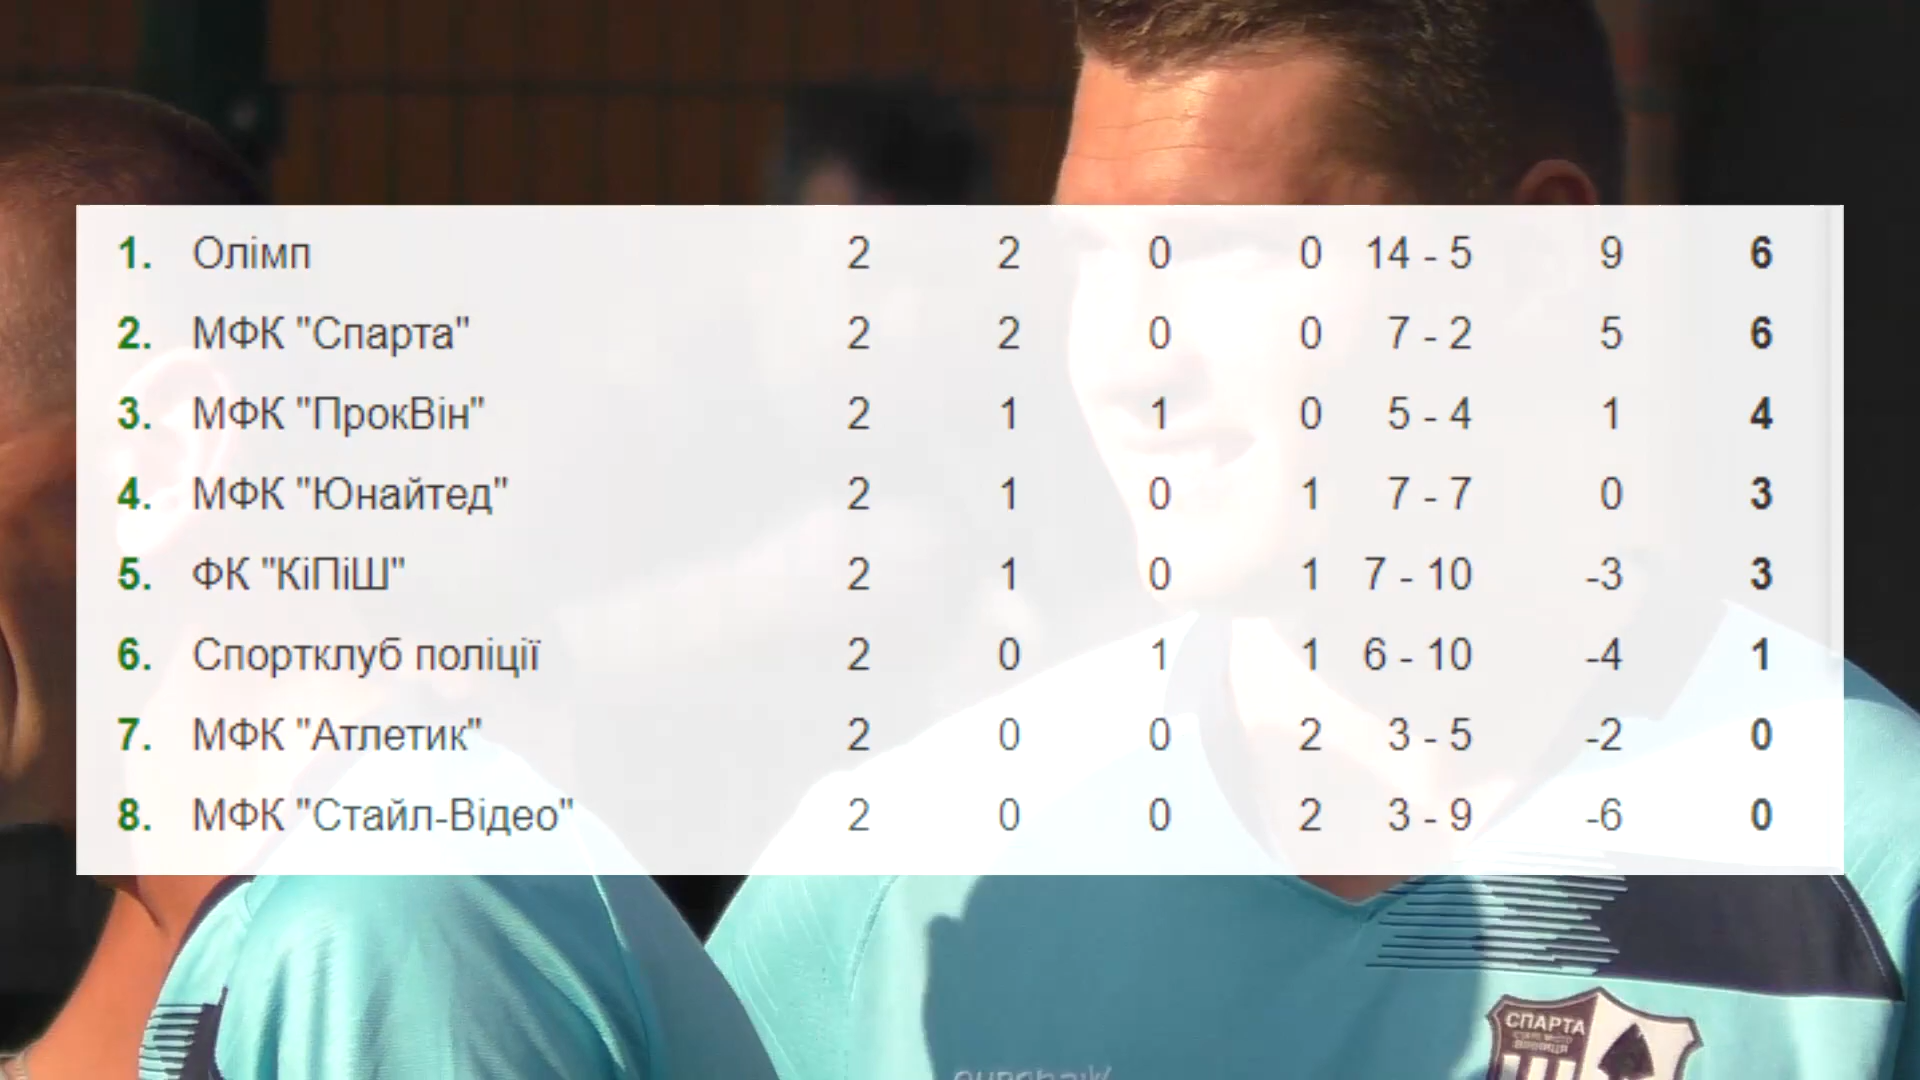 1. Олімп 2 2 0 0 14 - 5 9 6
2. МФК "Спарта" 2 2 0 0 7 - 2 5 6
3. МФК "ПрокВін" 2 1 1 0 5 - 4 1 4
4. МФК "Юнайтед" 2 1 0 1 7 - 7 0 3
5. ФК "КіПіШ" 2 1 0 1 7 - 10 -3 3
6. Спортклуб поліції 2 0 1 1 6 - 10 -4 1
7. МФК "Атлетик" 2 0 0 2 3 - 5 -2 0
8. МФК "Стайл-Відео" 2 0 0 2 3 - 9 -6 0
СПАРТА
ВІННИЦЯ